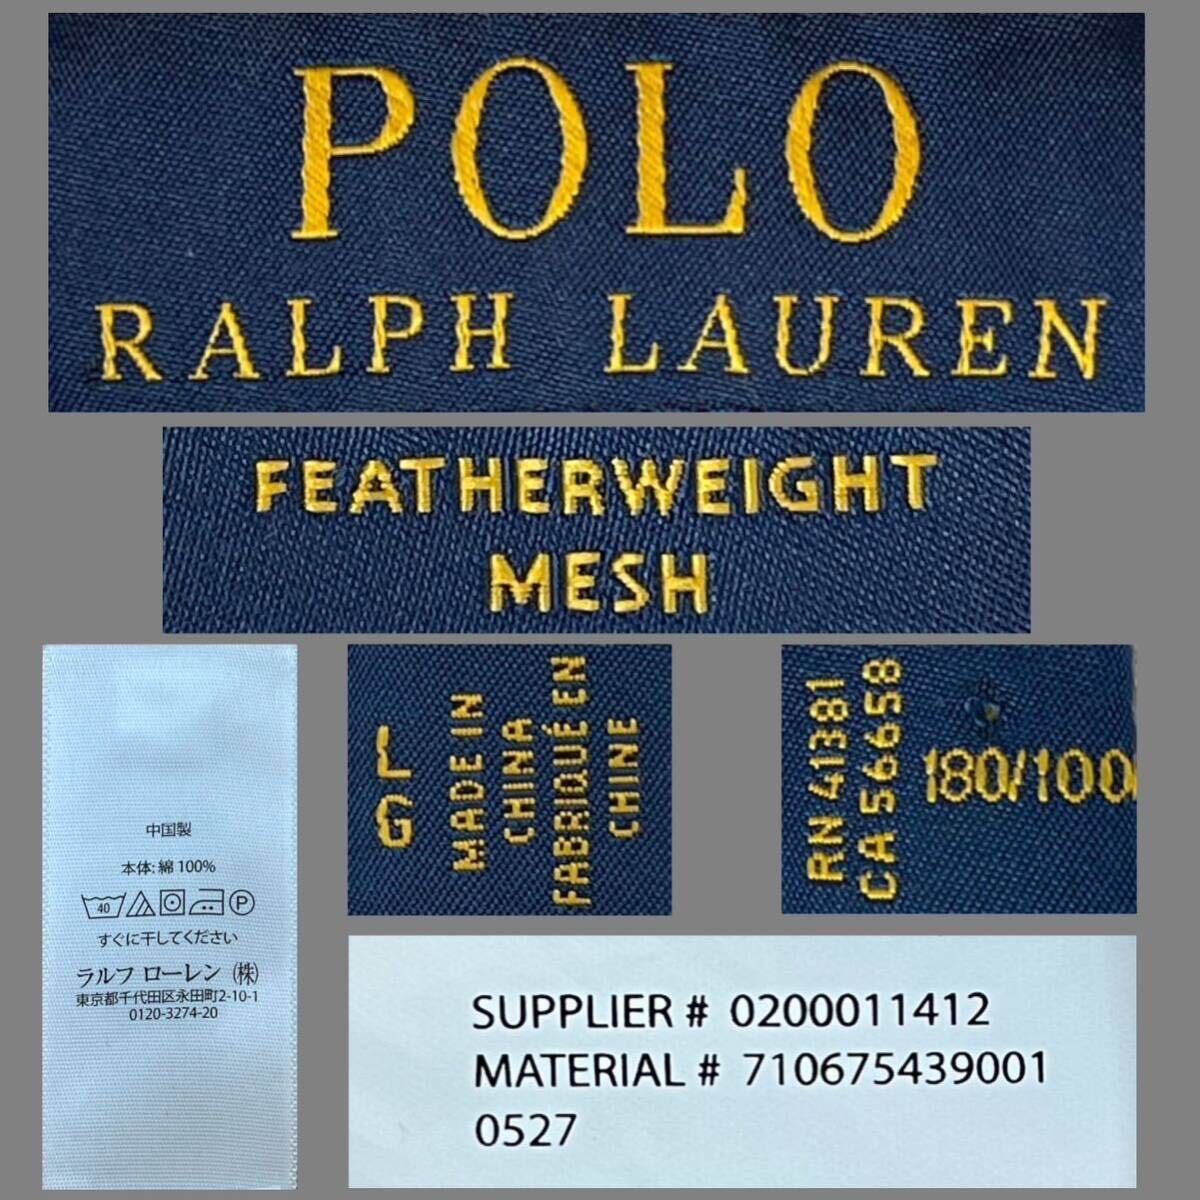 POLO
RALPH LAUREN
FEATHERWEIGHT
MESH
中国製
本体: 綿 100%
40 P
すぐに干してください
ラルフ ローレン (株)
東京都千代田区永田町2-10-1
0120-3274-20
LG
MADE IN
CHINA
FABRIQUÉ EN
CHINE
RN 41381
CA 56658
180/100
SUPPLIER # 0200011412
MATERIAL # 710675439001
0527